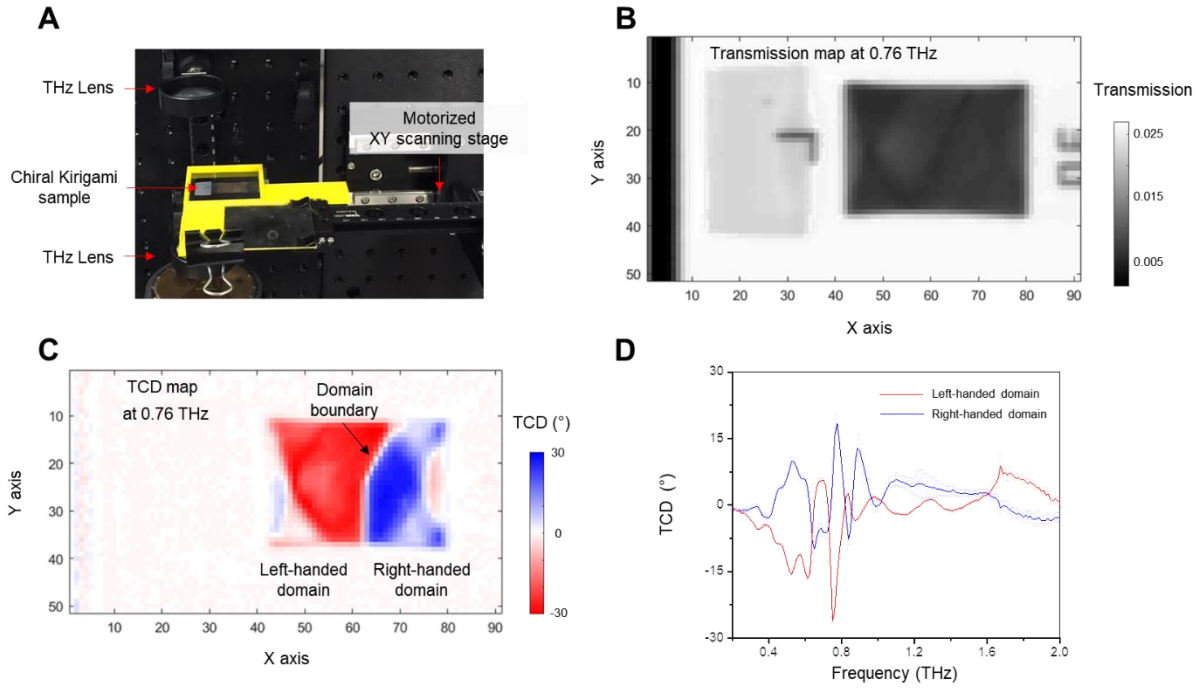 A
THz Lens
Motorized
XY scanning stage
Chiral Kirigami
sample
THz Lens
B
Transmission map at 0.76 THz
Transmission
0.025
0.015
0.005
10
20
30
40
50
Y axis
10 20 30 40 50 60 70 80 90
X axis
C
TCD map
at 0.76 THz
Domain
boundary
TCD (°)
30
0
-30
10
20
30
40
50
Y axis
Left-handed
domain
Right-handed
domain
10 20 30 40 50 60 70 80 90
X axis
D
Left-handed domain
Right-handed domain
30
15
0
-15
-30
TCD (°)
0.4 0.8 1.2 1.6 2.0
Frequency (THz)